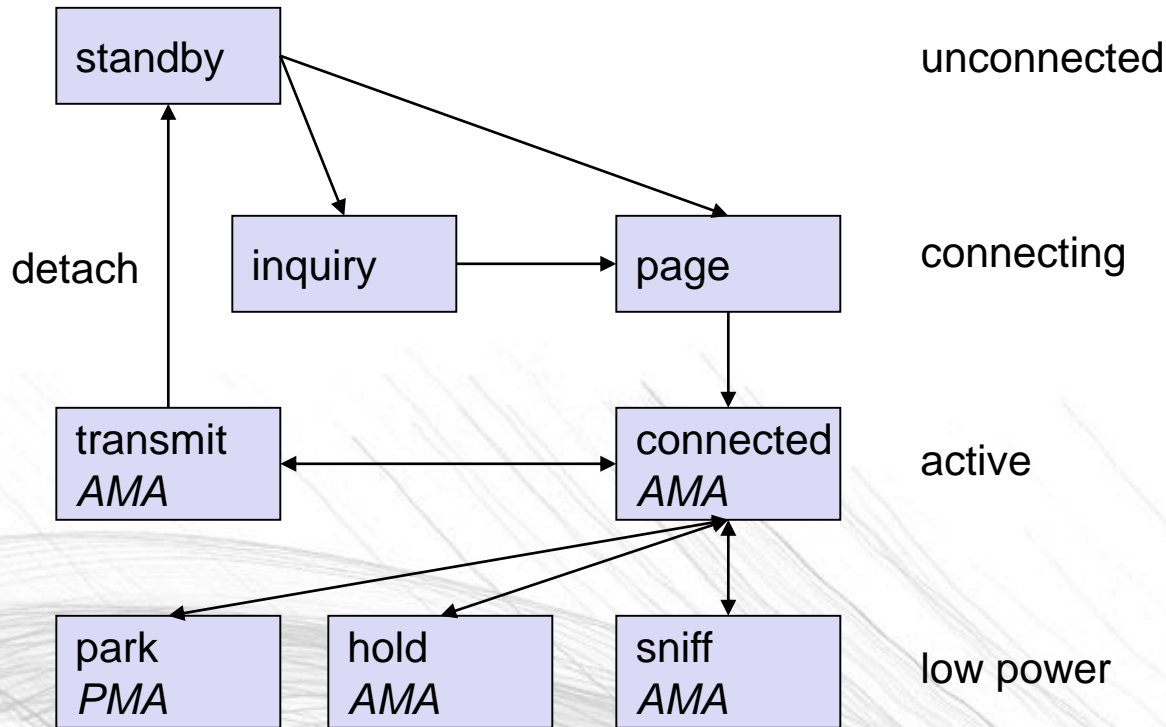 standby
unconnected
detach
inquiry
page
connecting
transmit
AMA
connected
AMA
active
park
PMA
hold
AMA
sniff
AMA
low power